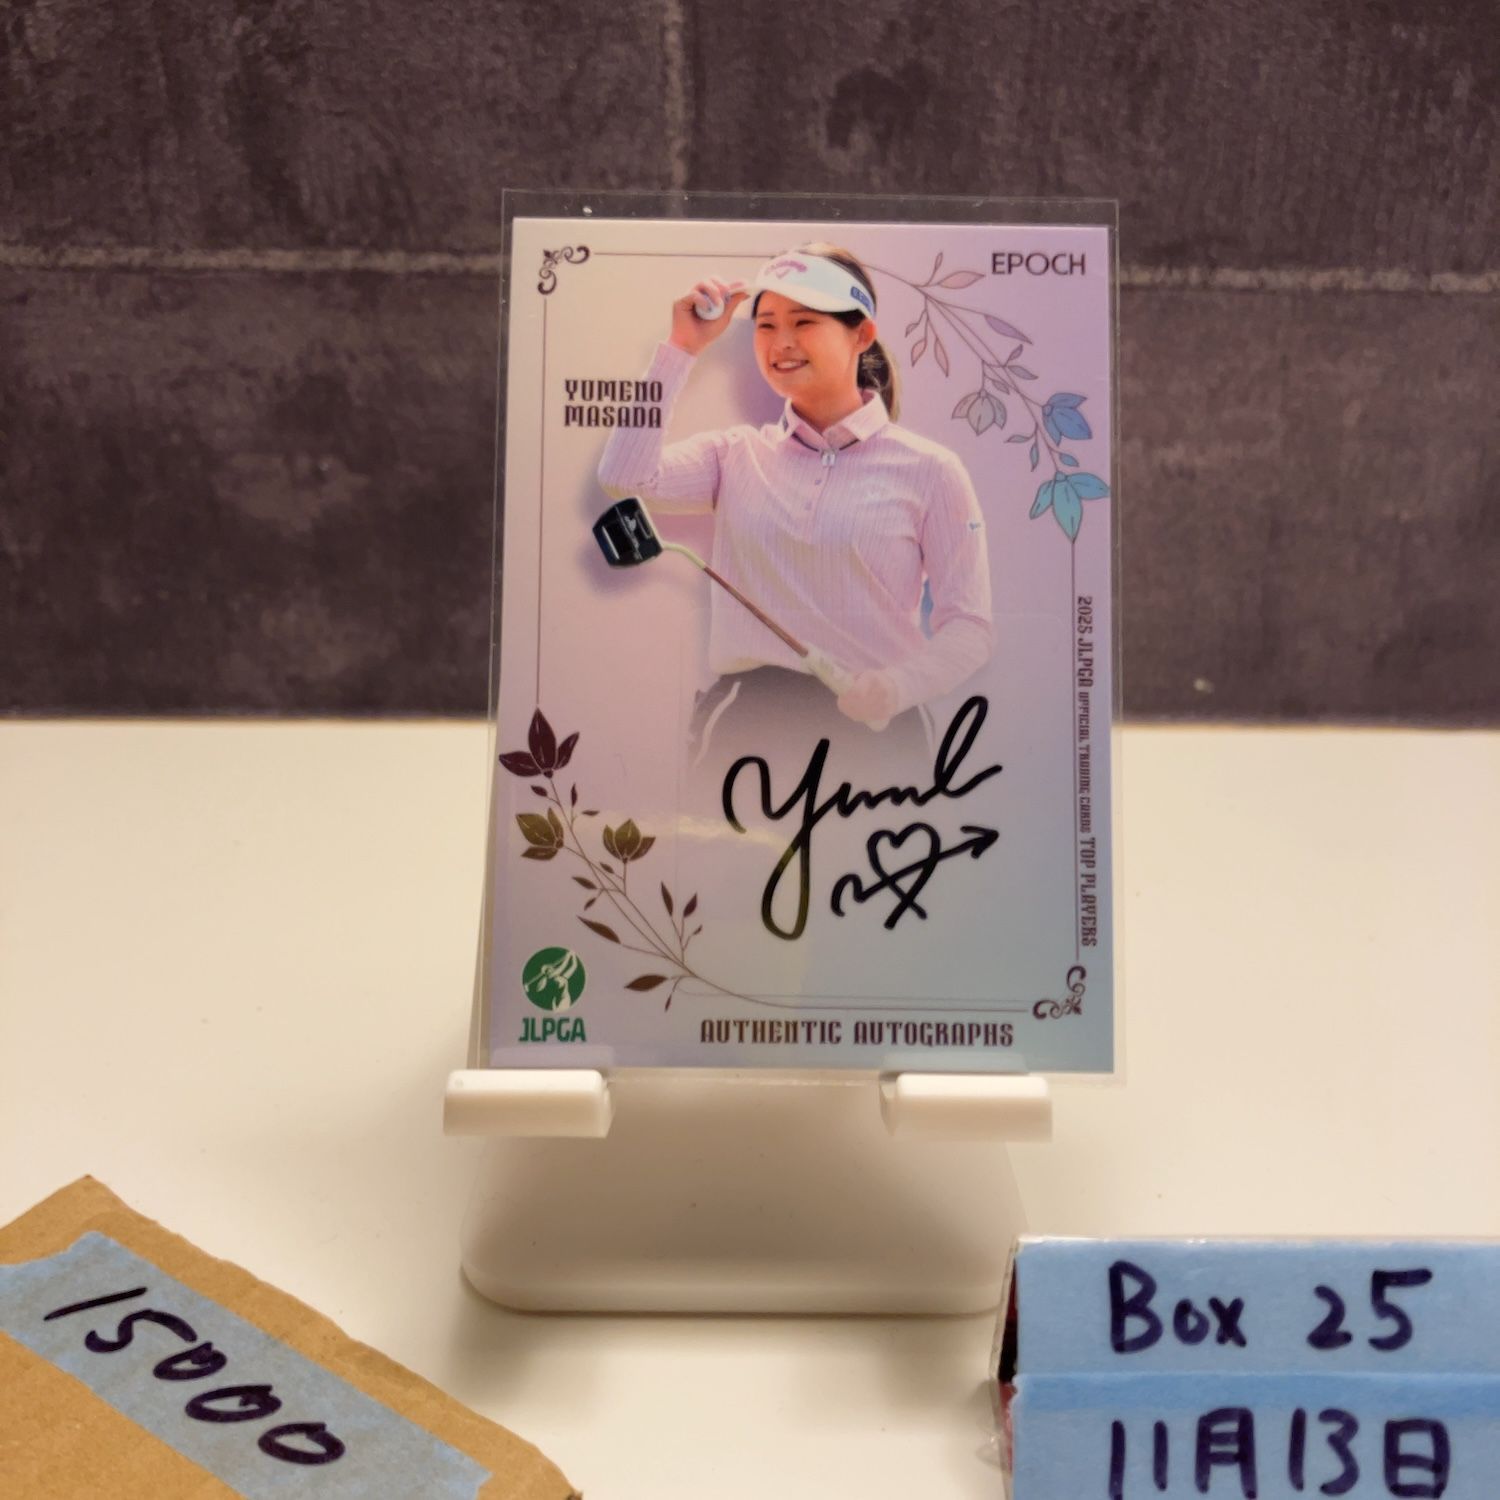 EPOCH
YUMENO
MASADA
2025 JLPGA OFFICIAL TRADING CARDS TOP PLAYERS
JLPGA
AUTHENTIC AUTOGRAPHS
15000
Box 25
11月13日